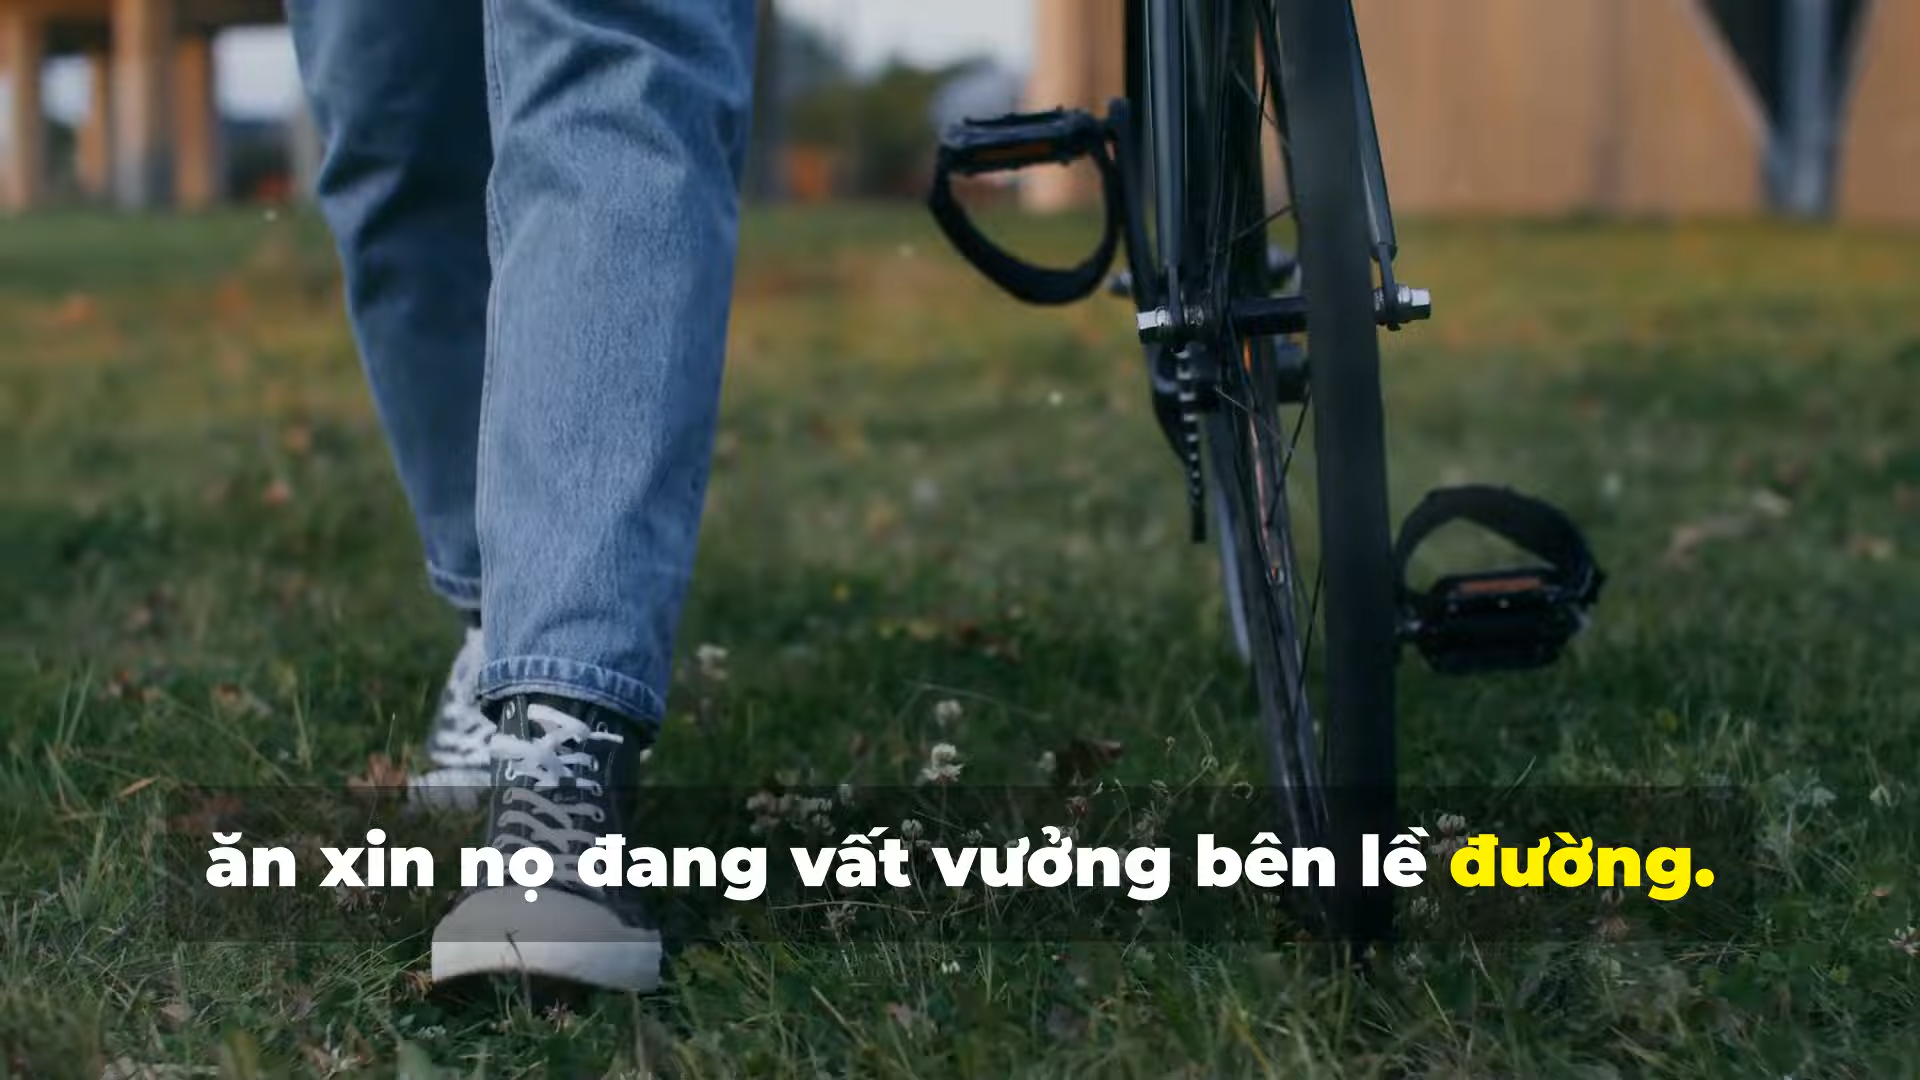 ăn xin nọ đang vất vưởng bên lề đường.